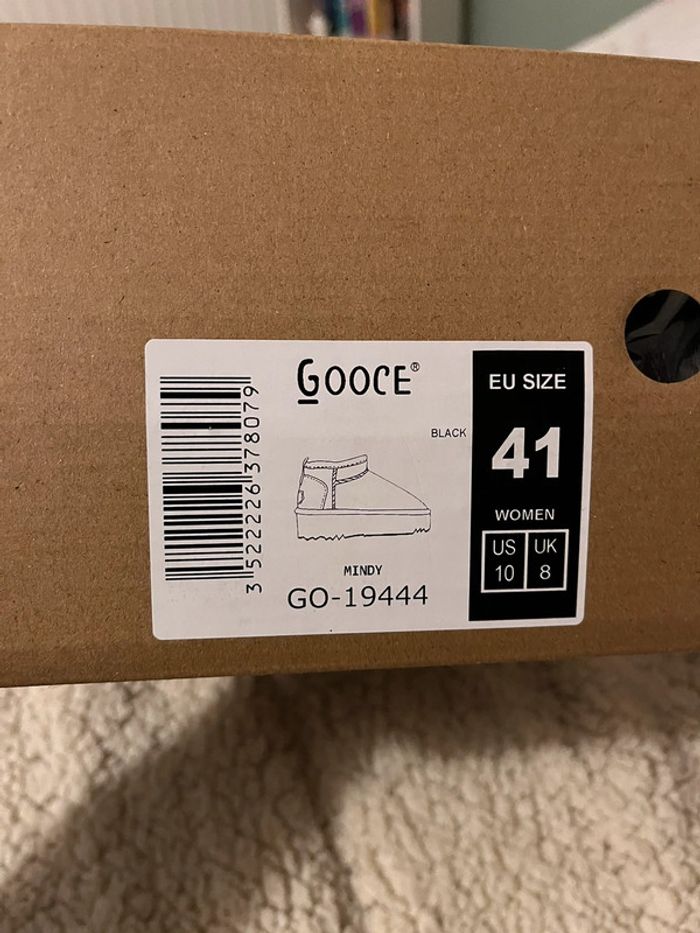 GOOCE®
BLACK
MINDY
GO-19444
3 522226 378079
EU SIZE
41
WOMEN
US UK
10 8